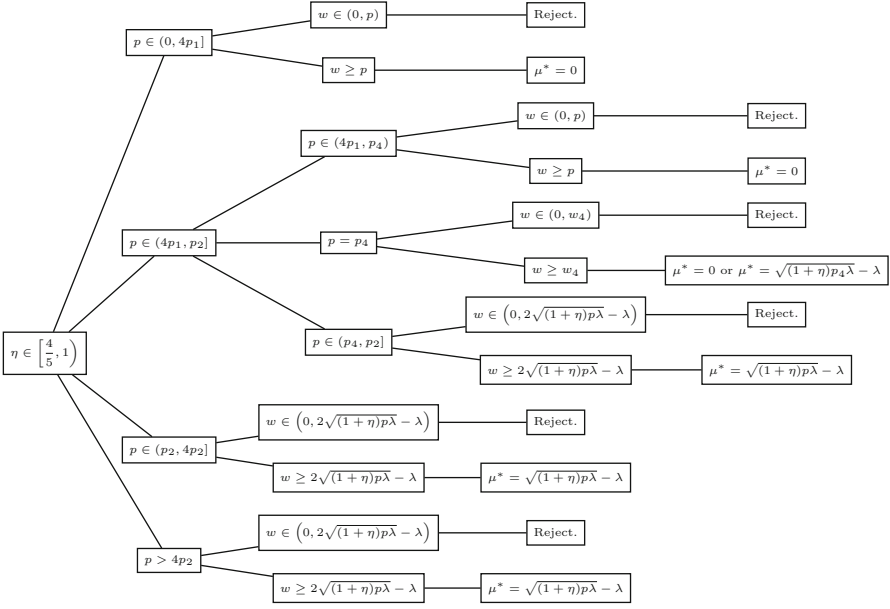 w ∈ (0, p)
Reject.
p ∈ (0, 4p₁]
w ≥ p
μ* = 0
w ∈ (0, p)
Reject.
p ∈ (4p₁, p₄)
w ≥ p
μ* = 0
w ∈ (0, w₄)
Reject.
p ∈ (4p₁, p₂]
p = p₄
w ≥ w₄
μ* = 0 or μ* = √((1 + η)p₄λ) − λ
w ∈ (0, 2√((1 + η)pλ) − λ)
Reject.
p ∈ (p₄, p₂]
η ∈ [4/5, 1)
w ≥ 2√((1 + η)pλ) − λ
μ* = √((1 + η)pλ) − λ
w ∈ (0, 2√((1 + η)pλ) − λ)
Reject.
p ∈ (p₂, 4p₂]
w ≥ 2√((1 + η)pλ) − λ
μ* = √((1 + η)pλ) − λ
w ∈ (0, 2√((1 + η)pλ) − λ)
Reject.
p > 4p₂
w ≥ 2√((1 + η)pλ) − λ
μ* = √((1 + η)pλ) − λ